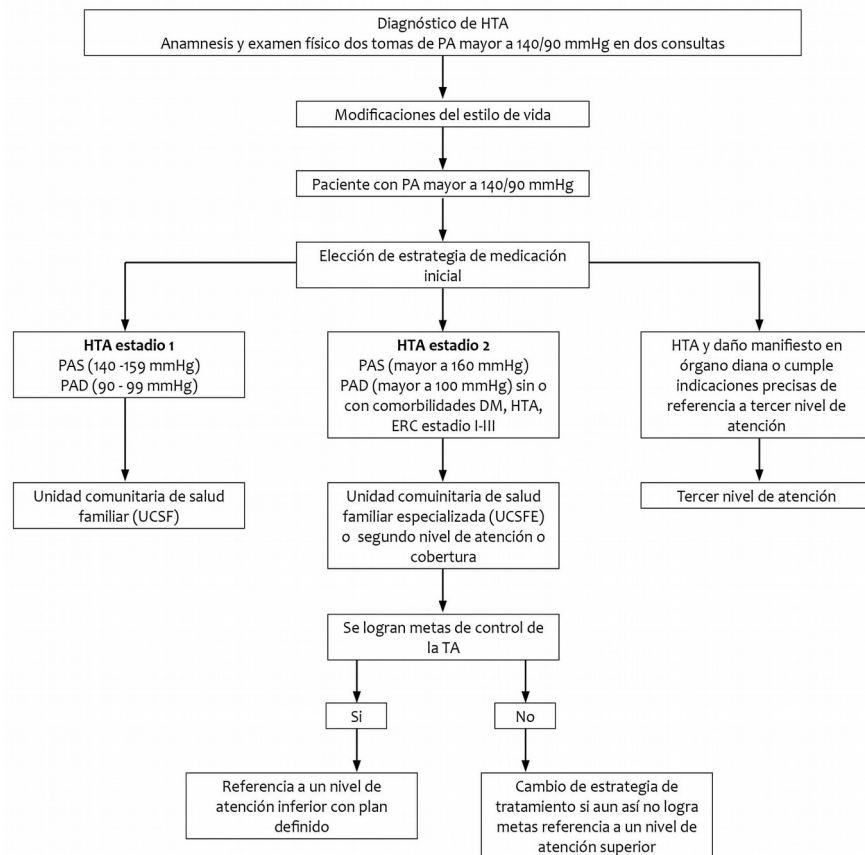 Diagnóstico de HTA
Anamnesis y examen físico dos tomas de PA mayor a 140/90 mmHg en dos consultas
Modificaciones del estilo de vida
Paciente con PA mayor a 140/90 mmHg
Elección de estrategia de medicación
inicial
HTA estadio 1
PAS (140 -159 mmHg)
PAD (90 - 99 mmHg)
HTA estadio 2
PAS (mayor a 160 mmHg)
PAD (mayor a 100 mmHg) sin o
con comorbilidades DM, HTA,
ERC estadio I-III
HTA y daño manifiesto en
órgano diana o cumple
indicaciones precisas de
referencia a tercer nivel de
atención
Unidad comunitaria de salud
familiar (UCSF)
Unidad comuinitaria de salud
familiar especializada (UCSFE)
o segundo nivel de atención o
cobertura
Tercer nivel de atención
Se logran metas de control de
la TA
Si
No
Referencia a un nivel de
atención inferior con plan
definido
Cambio de estrategia de
tratamiento si aun así no logra
metas referencia a un nivel de
atención superior